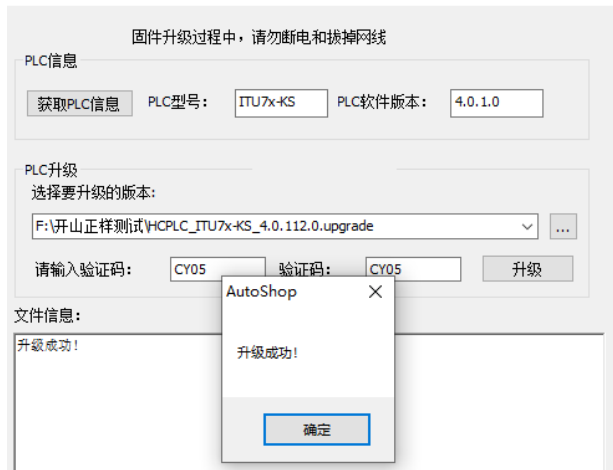 固件升级过程中，请勿断电和拔掉网线
PLC信息
获取PLC信息 PLC型号： ITU7x-KS PLC软件版本： 4.0.1.0
PLC升级
选择要升级的版本:
F:\开山正样测试\HCPLC_ITU7x-KS_4.0.112.0.upgrade ...
请输入验证码： CY05 验证码： CY05 升级
AutoShop
文件信息：
升级成功!
升级成功!
确定